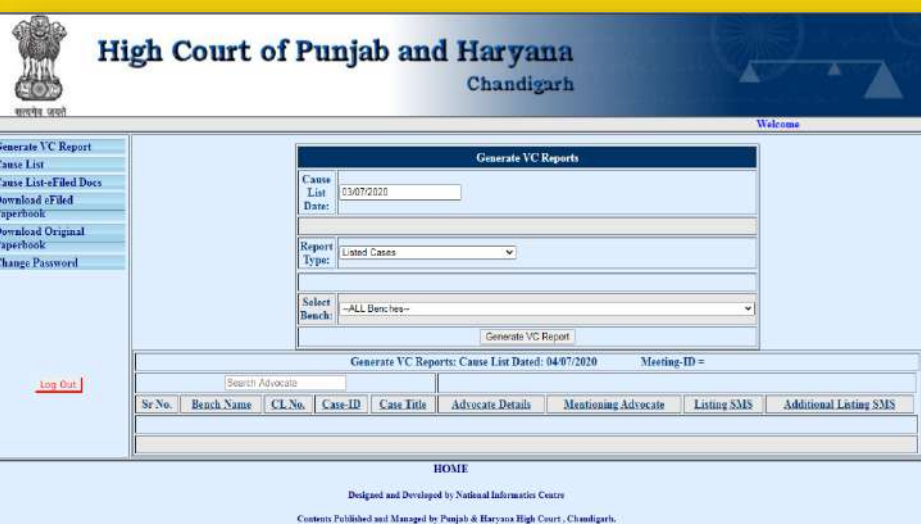 High Court of Punjab and Haryana
Chandigarh
सत्यमेव जयते
Welcome
Generate VC Report
Cause List
Cause List-eFiled Docs
Download eFiled
Paperbook
Download Original
Paperbook
Change Password
Log Out
Generate VC Reports
Cause
List
Date:
03/07/2020
Report
Type:
Listed Cases
Select
Bench:
--ALL Benches--
Generate VC Report
Generate VC Reports: Cause List Dated: 04/07/2020 Meeting-ID =
Search Advocate
Sr No. Bench Name CL No. Case-ID Case Title Advocate Details Mentioning Advocate Listing SMS Additional Listing SMS
HOME
Designed and Developed by National Informatics Centre
Contents Published and Managed by Punjab & Haryana High Court , Chandigarh.